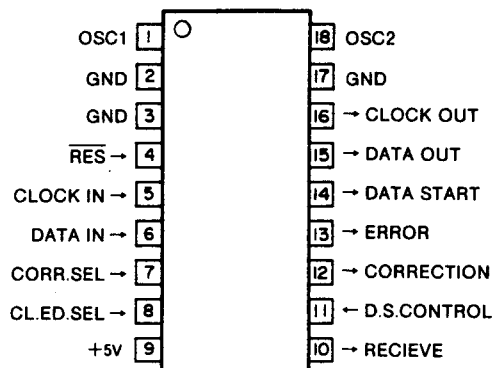 OSC1 1 18 OSC2
GND 2 17 GND
GND 3 16 → CLOCK OUT
RES → 4 15 → DATA OUT
CLOCK IN → 5 14 → DATA START
DATA IN → 6 13 → ERROR
CORR.SEL → 7 12 → CORRECTION
CL.ED.SEL → 8 11 ← D.S.CONTROL
+5V 9 10 → RECIEVE